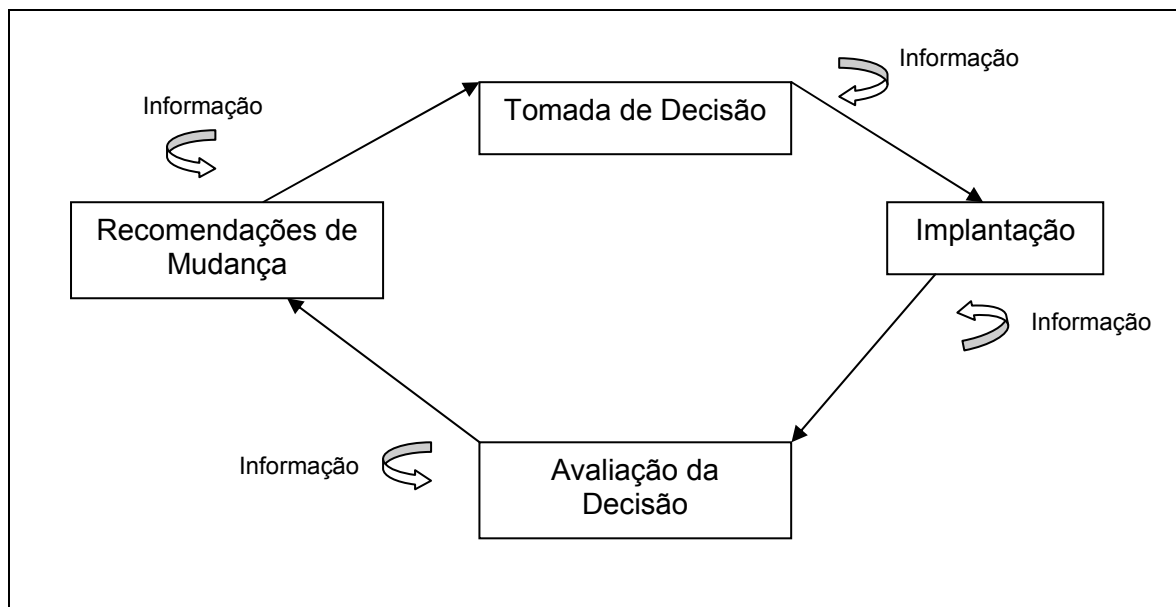 Informação
Informação
Tomada de Decisão
Recomendações de
Mudança
Implantação
Informação
Informação
Avaliação da
Decisão